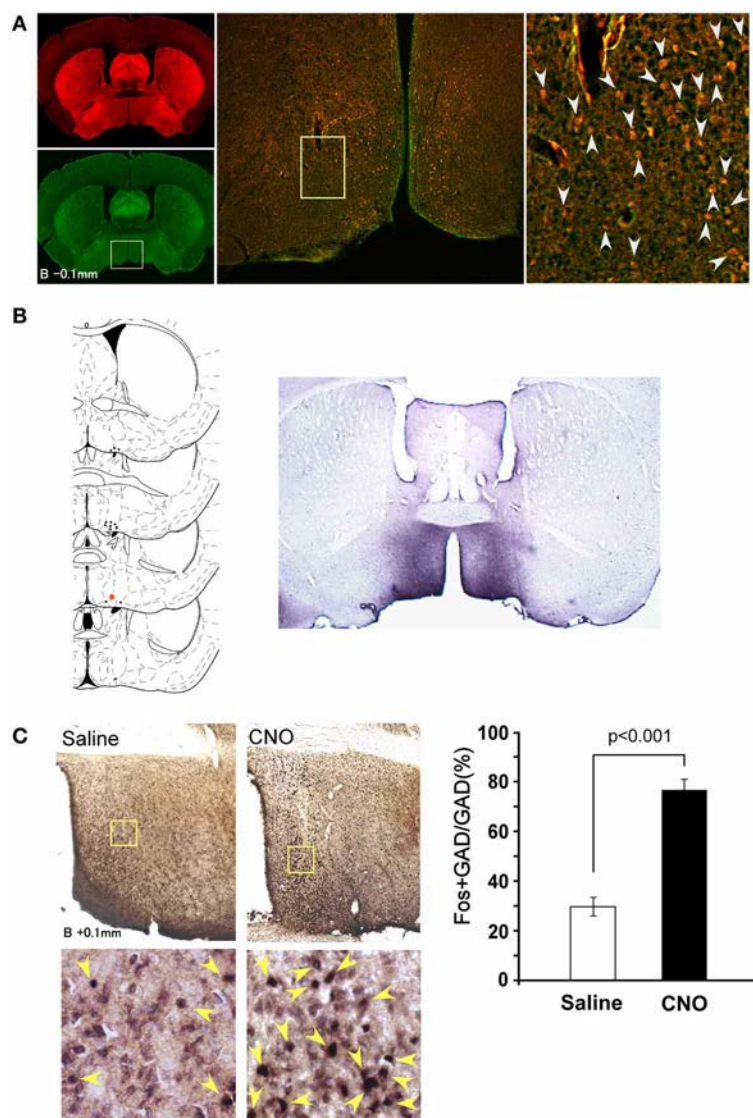 A
B −0.1mm
B
C
Saline
CNO
B +0.1mm
p<0.001
Fos+GAD/GAD(%)
100
80
60
40
30
20
0
Saline
CNO